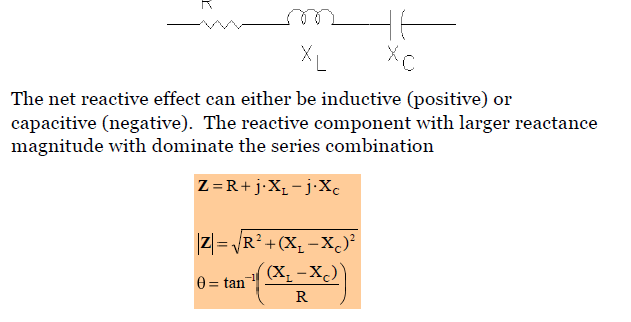 R
X_L X_C
The net reactive effect can either be inductive (positive) or
capacitive (negative). The reactive component with larger reactance
magnitude with dominate the series combination
Z = R + j·X_L − j·X_c
|Z| = √(R² + (X_L − X_c)²)
θ = tan⁻¹((X_L − X_c) / R)